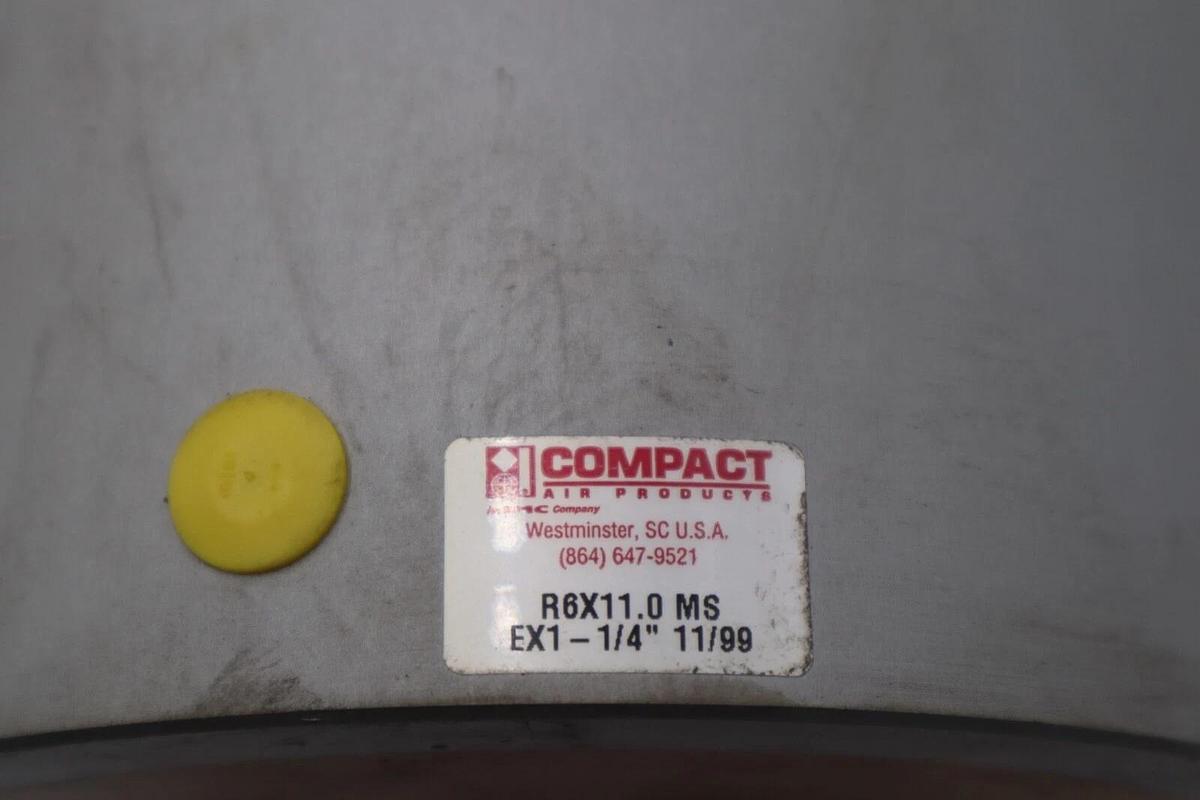 COMPACT
AIR PRODUCTS
Company
Westminster, SC U.S.A.
(864) 647-9521
R6X11.0 MS
EX1-1/4" 11/99